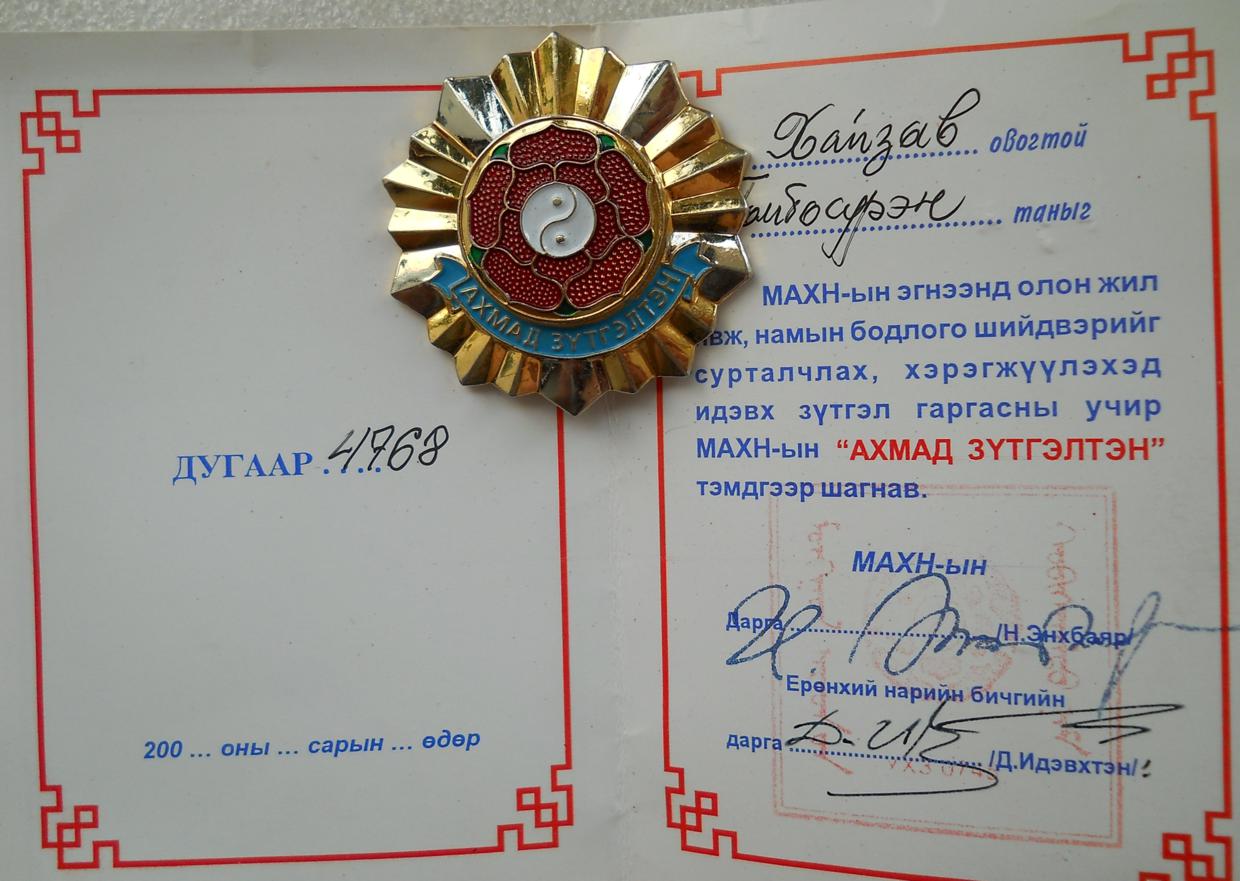 ДУГААР ..... 4768
200 ... оны ... сарын ... өдөр
АХМАД ЗҮТГЭЛТЭН
Хайзав овогтой
таныг
МАХН-ын эгнээнд олон жил
намын бодлого шийдвэрийг
сурталчлах, хэрэгжүүлэхэд
идэвх зүтгэл гаргасны учир
МАХН-ын “АХМАД ЗҮТГЭЛТЭН”
тэмдгээр шагнав.
МАХН-ын
Дарга /Н.Энхбаяр/
Ерөнхий нарийн бичгийн
дарга /Д.Идэвхтэн/